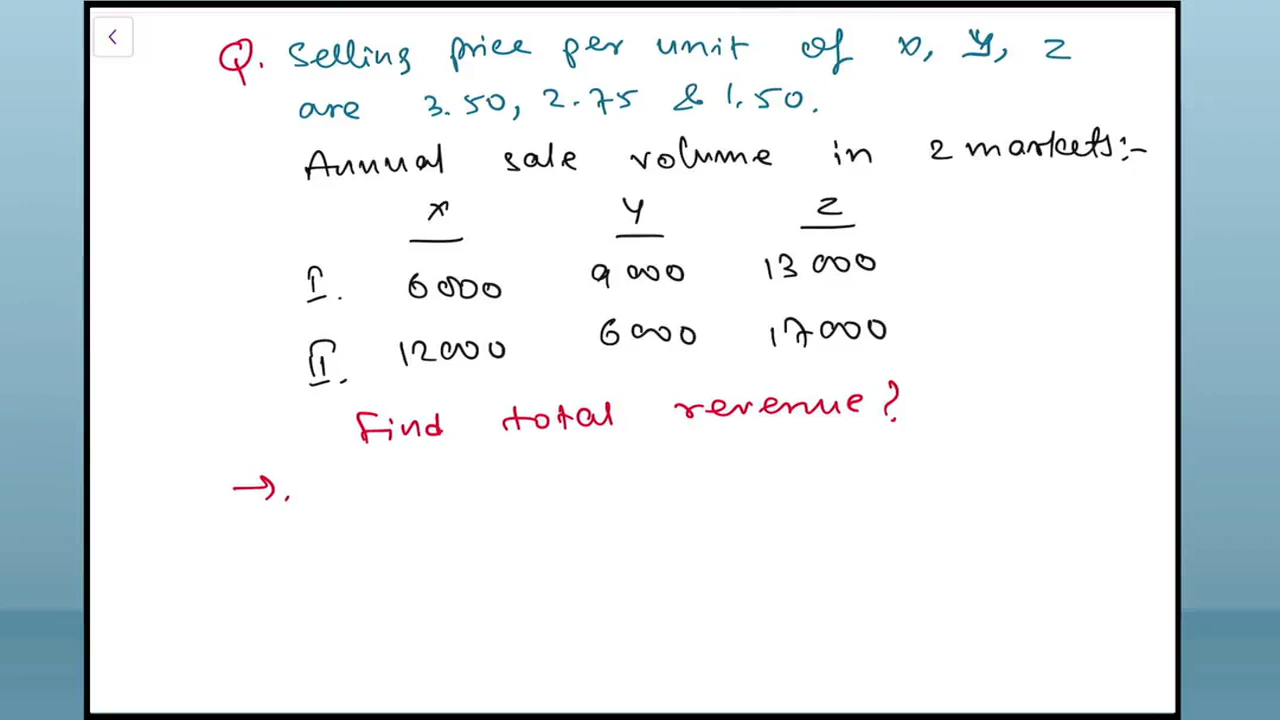 Q. Selling price per unit of x, y, z
are 3.50, 2.75 & 1.50.
Annual sale volume in 2 markets:-
x y z
I. 6000 9000 13000
II. 12000 6000 17000
Find total revenue?
→.